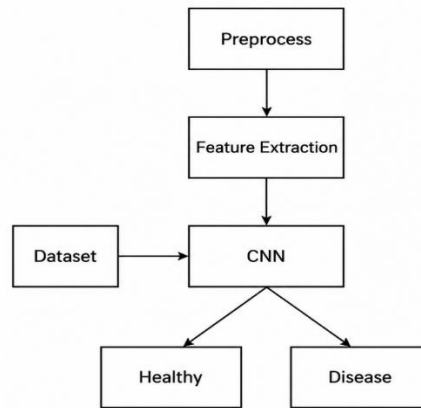 Preprocess
Feature Extraction
Dataset
CNN
Healthy
Disease